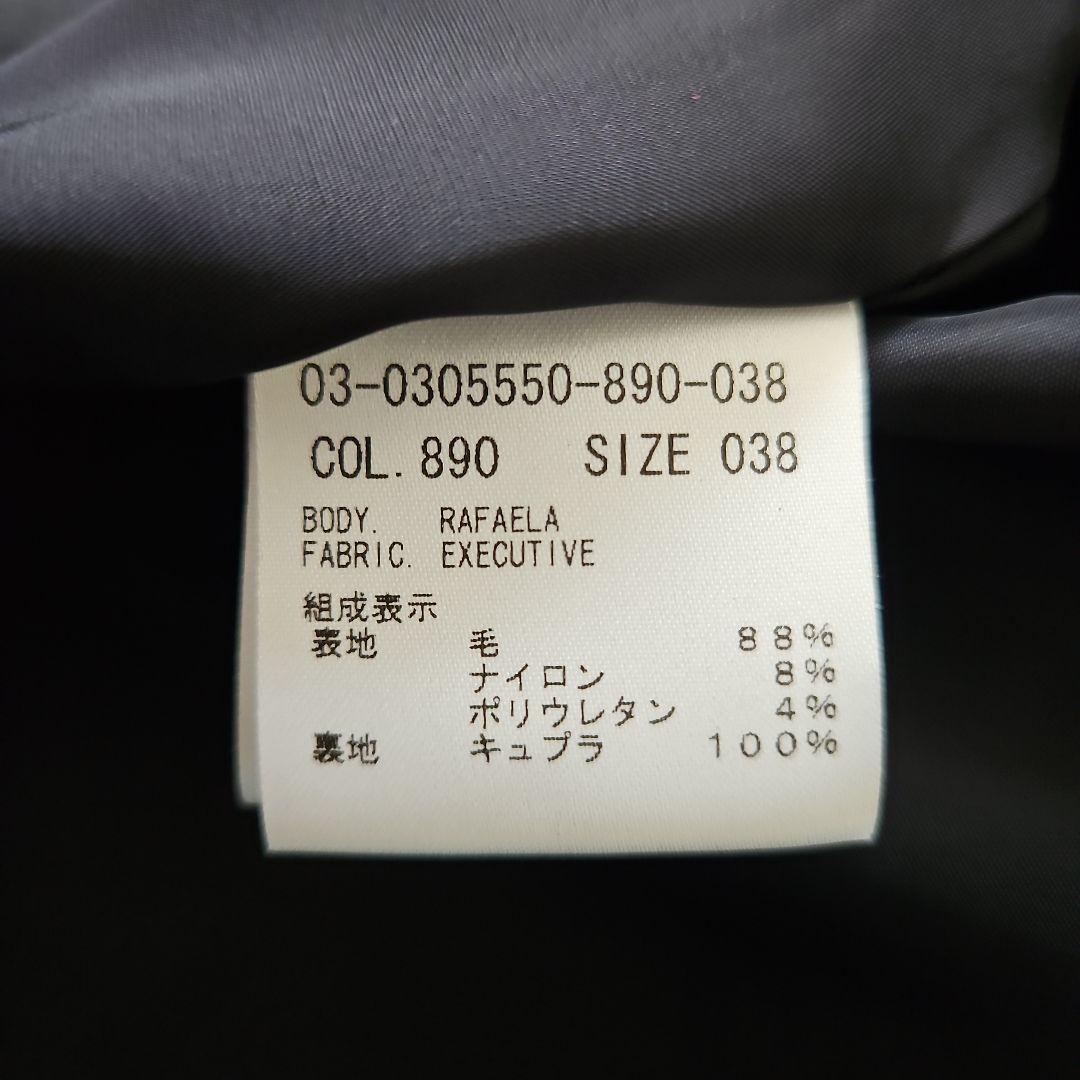 03-0305550-890-038
COL. 890 SIZE 038
BODY. RAFAELA
FABRIC. EXECUTIVE
組成表示
表地 毛 88%
ナイロン 8%
ポリウレタン 4%
裏地 キュプラ 100%